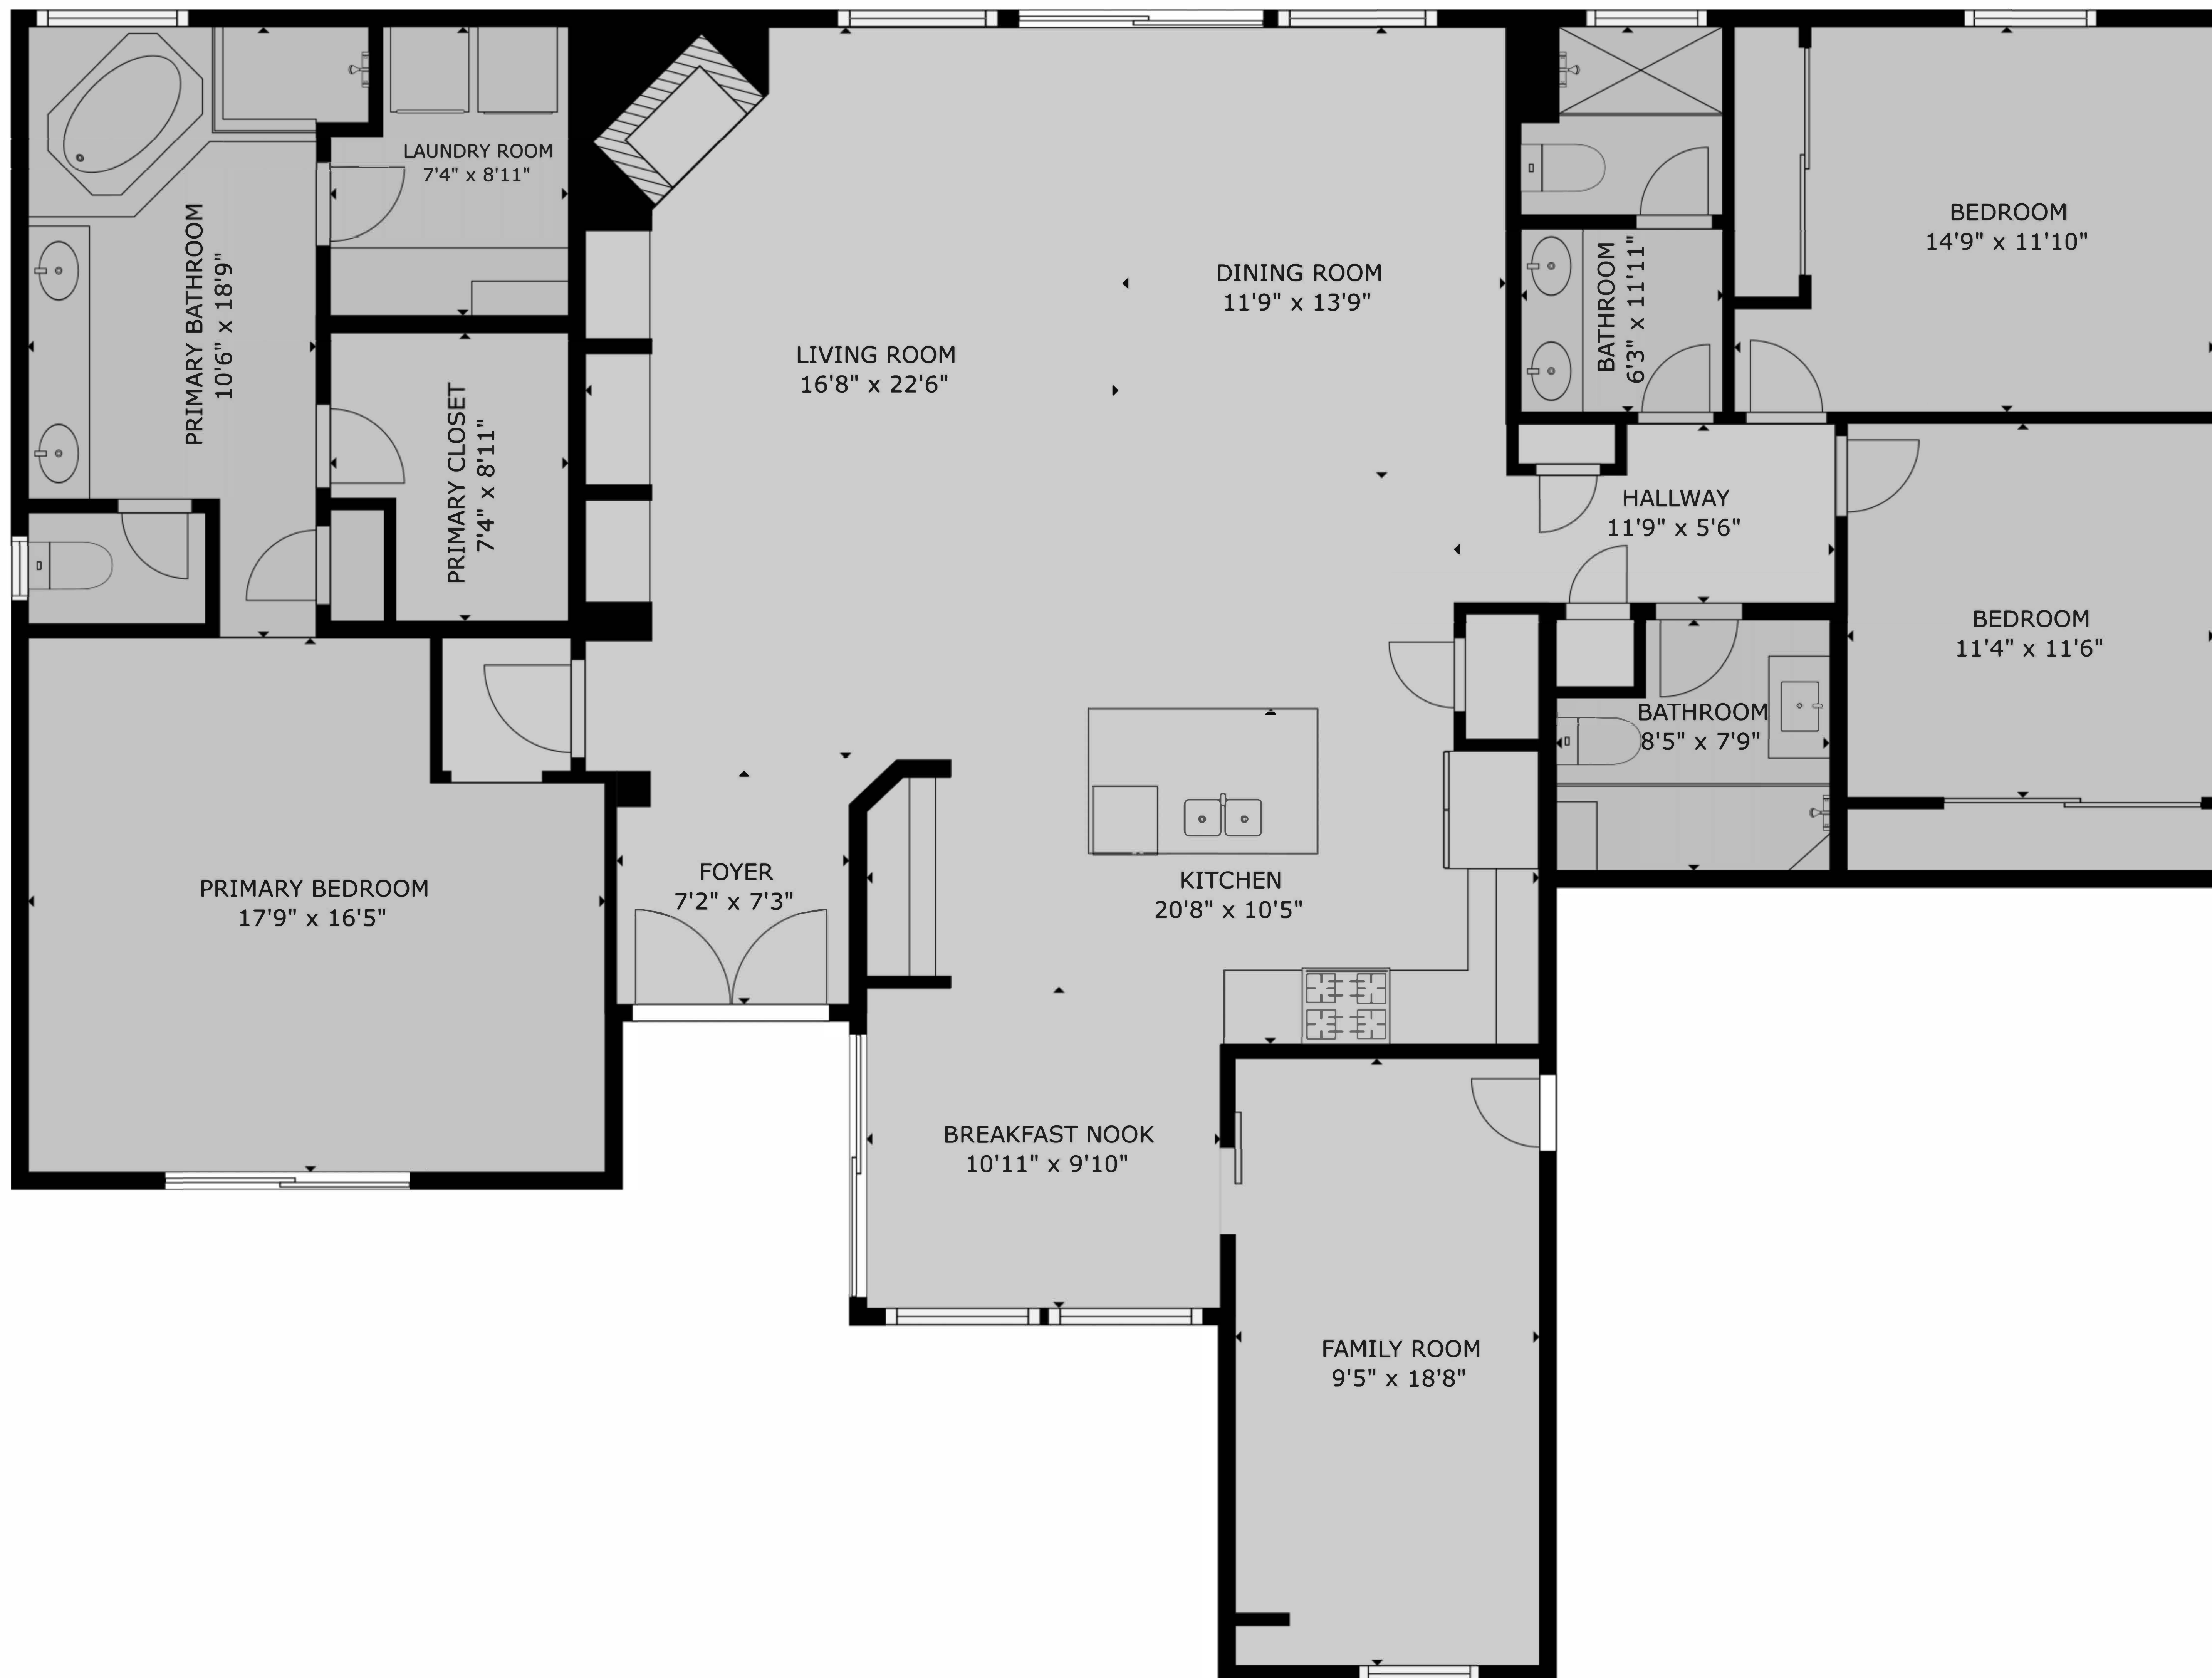 LAUNDRY ROOM
7'4" x 8'11"
PRIMARY BATHROOM
10'6" x 18'9"
PRIMARY CLOSET
7'4" x 8'11"
LIVING ROOM
16'8" x 22'6"
DINING ROOM
11'9" x 13'9"
BATHROOM
6'3" x 11'11"
BEDROOM
14'9" x 11'10"
HALLWAY
11'9" x 5'6"
BEDROOM
11'4" x 11'6"
BATHROOM
8'5" x 7'9"
PRIMARY BEDROOM
17'9" x 16'5"
FOYER
7'2" x 7'3"
KITCHEN
20'8" x 10'5"
BREAKFAST NOOK
10'11" x 9'10"
FAMILY ROOM
9'5" x 18'8"